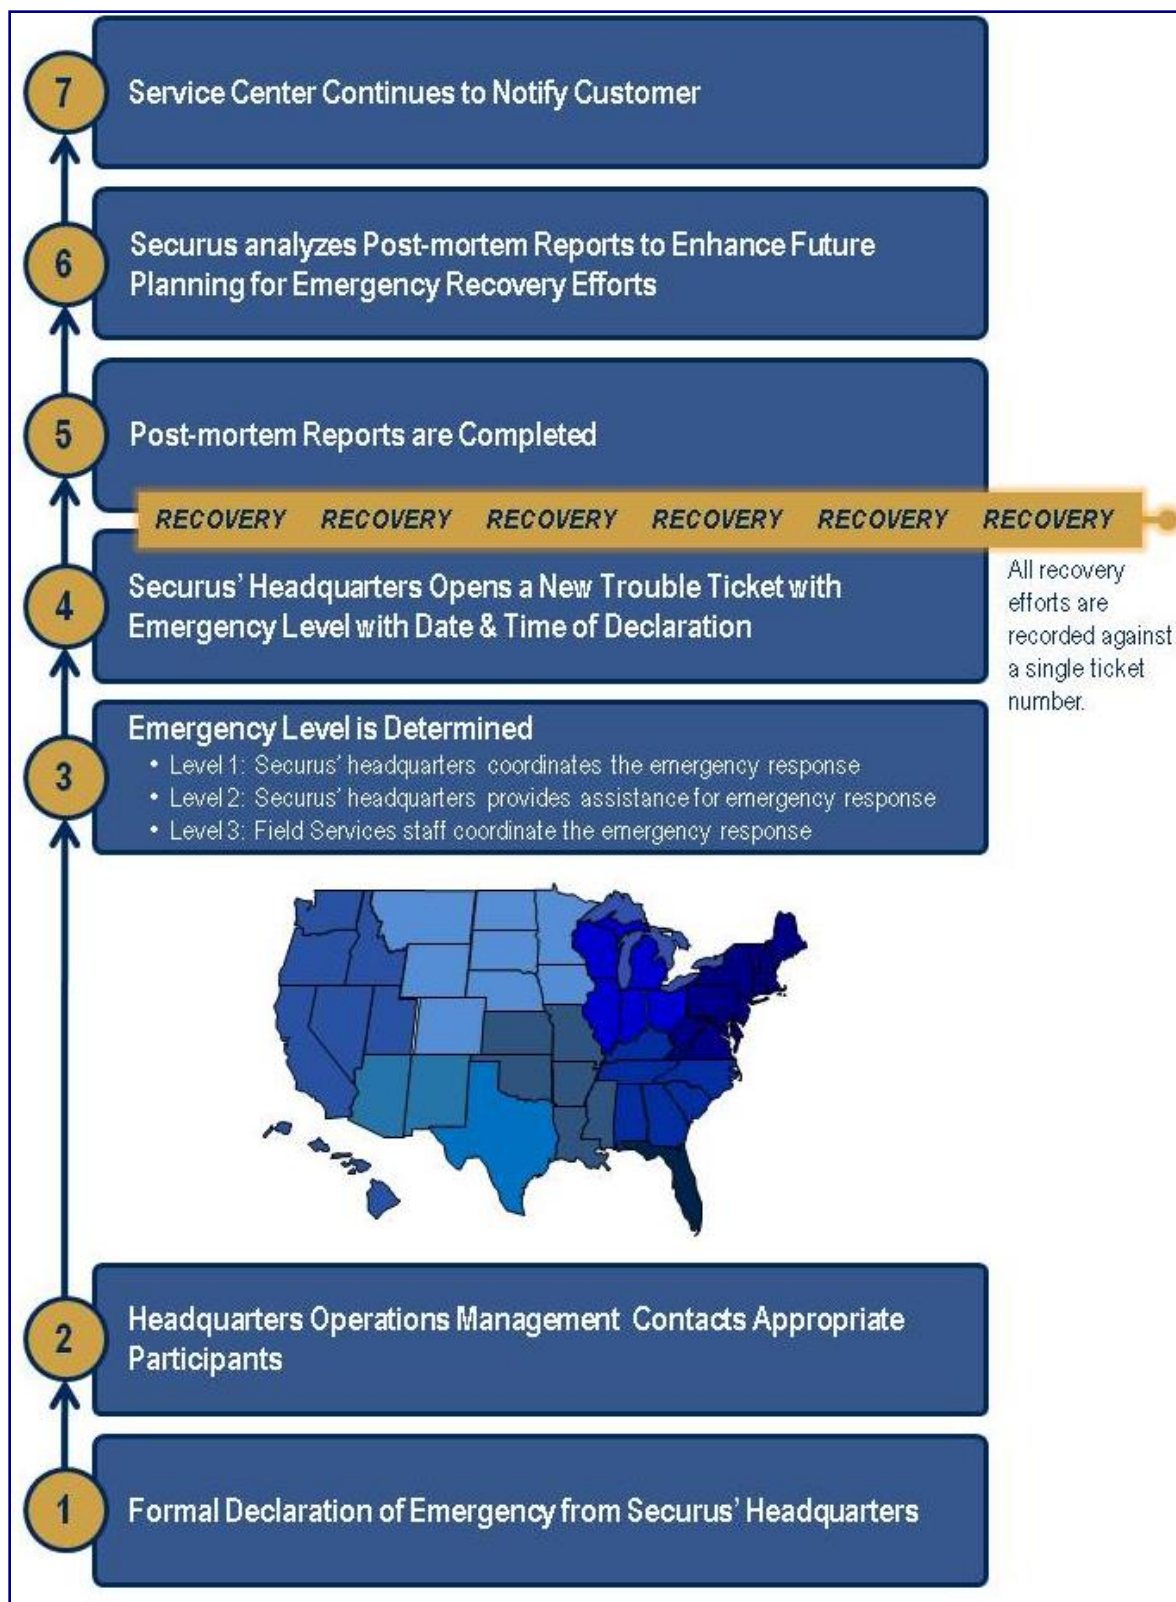 7
Service Center Continues to Notify Customer
6
Securus analyzes Post-mortem Reports to Enhance Future
Planning for Emergency Recovery Efforts
5
Post-mortem Reports are Completed
RECOVERY RECOVERY RECOVERY RECOVERY RECOVERY RECOVERY
All recovery
efforts are
recorded against
a single ticket
number.
4
Securus’ Headquarters Opens a New Trouble Ticket with
Emergency Level with Date & Time of Declaration
3
Emergency Level is Determined
• Level 1: Securus’ headquarters coordinates the emergency response
• Level 2: Securus’ headquarters provides assistance for emergency response
• Level 3: Field Services staff coordinate the emergency response
2
Headquarters Operations Management Contacts Appropriate
Participants
1
Formal Declaration of Emergency from Securus’ Headquarters